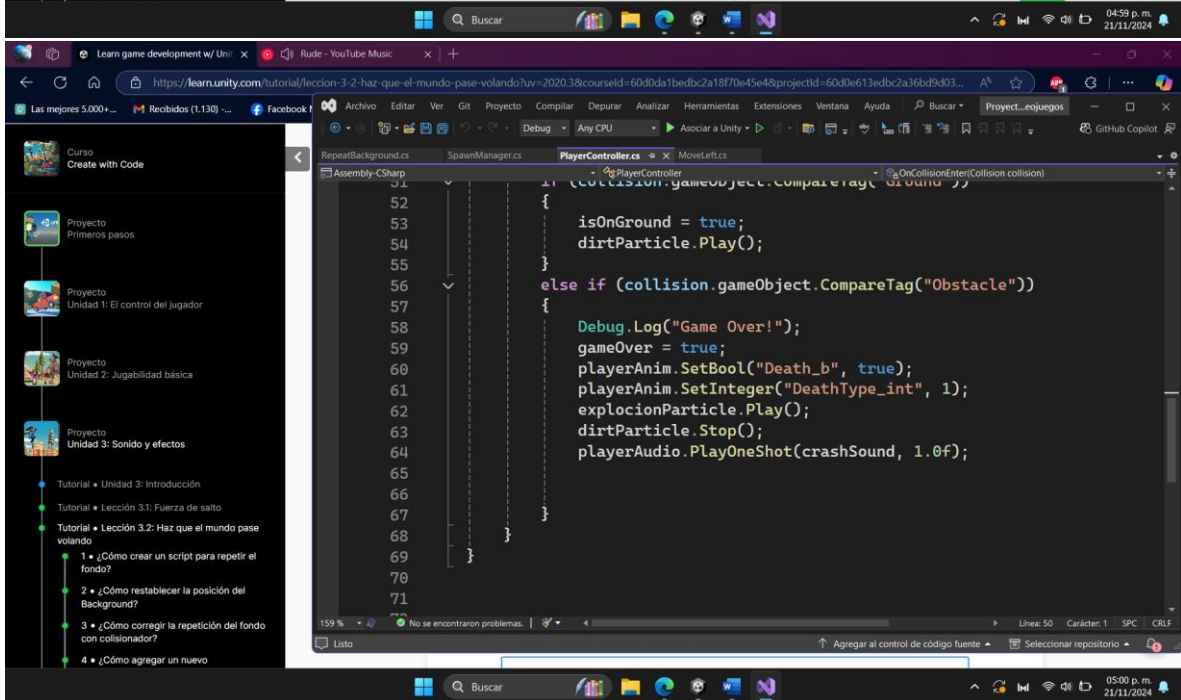 Buscar
04:59 p. m.
21/11/2024
Learn game development w/ Unit
Rude - YouTube Music
https://learn.unity.com/tutorial/leccion-3-2-haz-que-el-mundo-pase-volando?uv=2020.3&courseId=60d0da1bedbc2a18f70e45e4&projectId=60d0e613edbc2a36bd9d03...
Las mejores 5.000+...
Recibidos (1.130) -...
Facebook
Archivo Editar Ver Git Proyecto Compilar Depurar Analizar Herramientas Extensiones Ventana Ayuda Buscar Proyect...eojuegos
Debug Any CPU Asociar a Unity GitHub Copilot
RepeatBackground.cs SpawnManager.cs PlayerController.cs MoveLeft.cs
Assembly-CSharp PlayerController OnCollisionEnter(Collision collision)
51 if (collision.gameObject.CompareTag("Ground"))
52 {
53 isOnGround = true;
54 dirtParticle.Play();
55 }
56 else if (collision.gameObject.CompareTag("Obstacle"))
57 {
58 Debug.Log("Game Over!");
59 gameOver = true;
60 playerAnim.SetBool("Death_b", true);
61 playerAnim.SetInteger("DeathType_int", 1);
62 explocionParticle.Play();
63 dirtParticle.Stop();
64 playerAudio.PlayOneShot(crashSound, 1.0f);
65
66
67 }
68 }
69 }
70
71
159 % No se encontraron problemas. Línea: 50 Carácter: 1 SPC CRLF
Listo Agregar al control de código fuente Seleccionar repositorio
Curso
Create with Code
Proyecto
Primeros pasos
Proyecto
Unidad 1: El control del jugador
Proyecto
Unidad 2: Jugabilidad básica
Proyecto
Unidad 3: Sonido y efectos
Tutorial • Unidad 3: Introducción
Tutorial • Lección 3.1: Fuerza de salto
Tutorial • Lección 3.2: Haz que el mundo pase
volando
1 • ¿Cómo crear un script para repetir el
fondo?
2 • ¿Cómo restablecer la posición del
Background?
3 • ¿Cómo corregir la repetición del fondo
con colisionador?
4 • ¿Cómo agregar un nuevo
Buscar
05:00 p. m.
21/11/2024